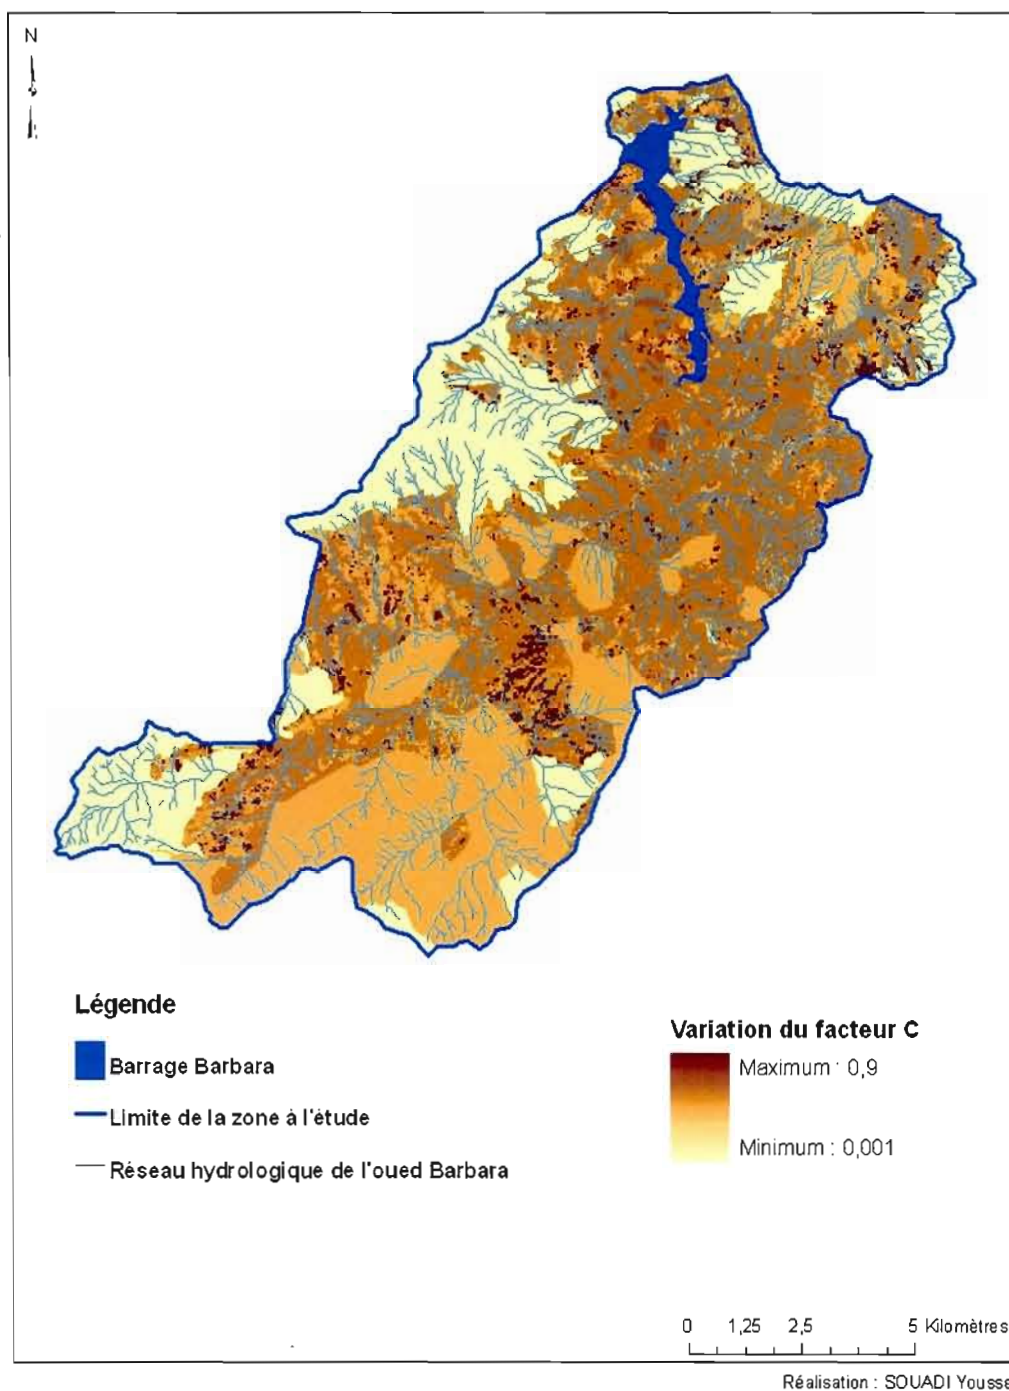 N
Légende
Barrage Barbara
Limite de la zone à l'étude
Réseau hydrologique de l'oued Barbara
Variation du facteur C
Maximum : 0,9
Minimum : 0,001
0 1,25 2,5 5 Kilomètres
Réalisation : SOUADI Yousse